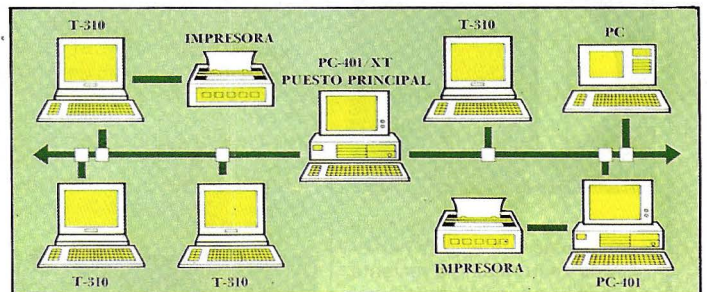 T-310
IMPRESORA
PC-401/XT
PUESTO PRINCIPAL
T-310
PC
T-310
T-310
IMPRESORA
PC-401